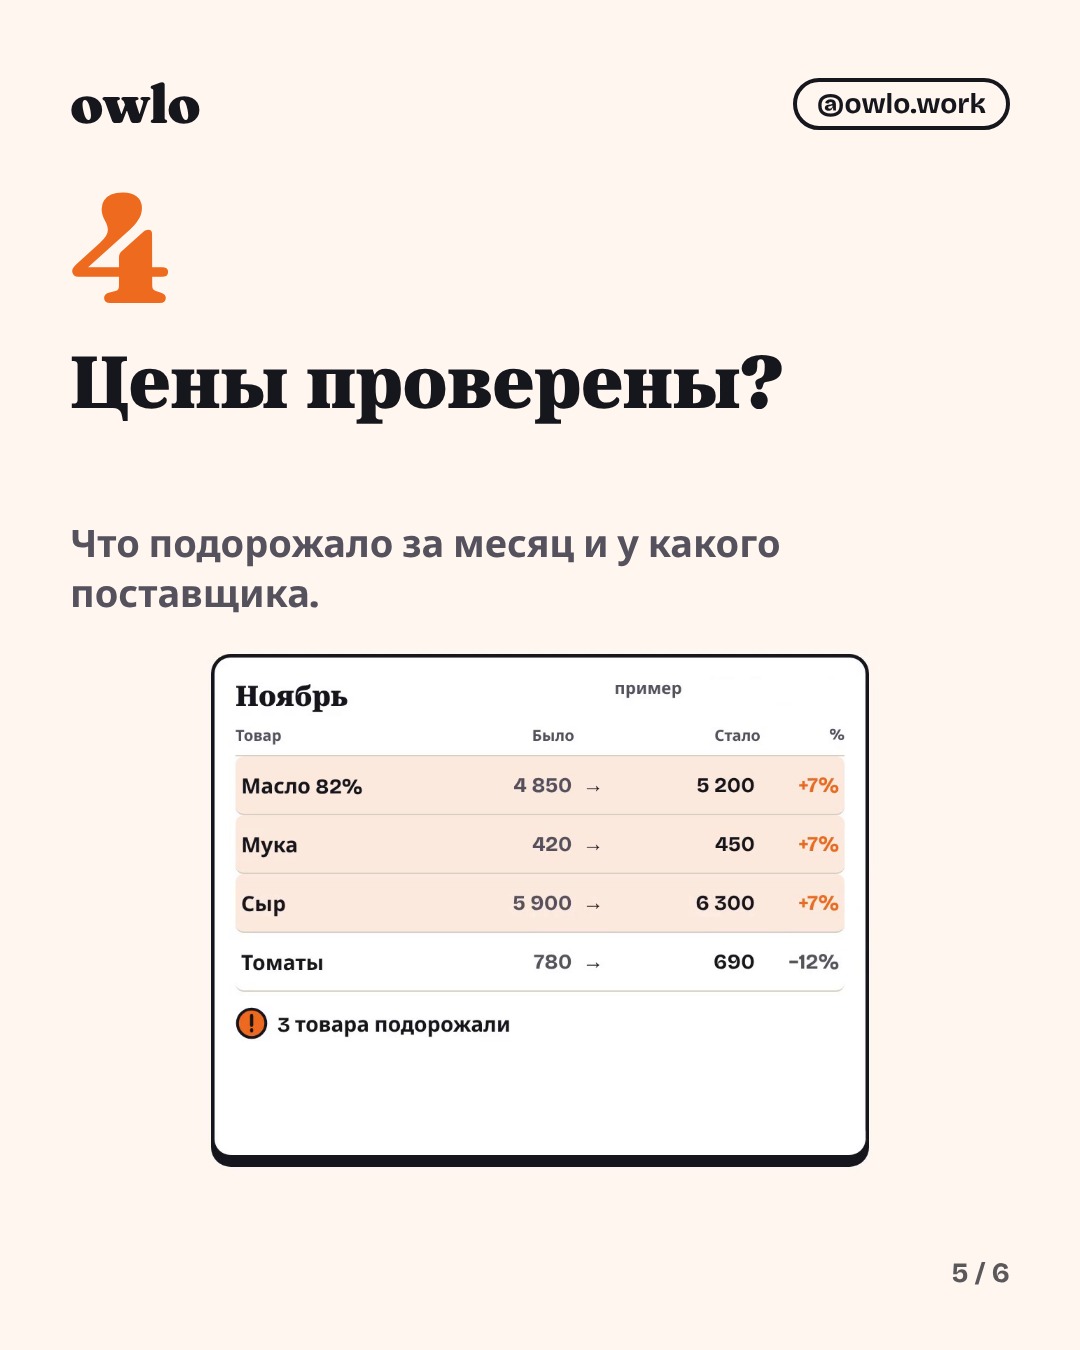 owlo
@owlo.work
4
Цены проверены?
Что подорожало за месяц и у какого
поставщика.
Ноябрь пример
Товар Было Стало %
Масло 82% 4 850 → 5 200 +7%
Мука 420 → 450 +7%
Сыр 5 900 → 6 300 +7%
Томаты 780 → 690 −12%
! 3 товара подорожали
5 / 6